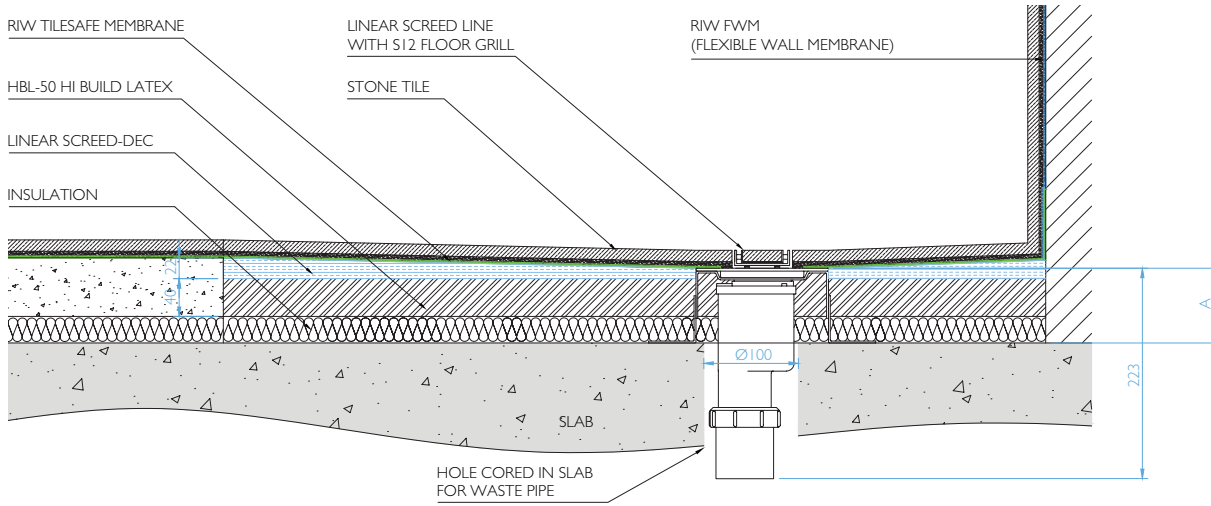 RIW TILESAFE MEMBRANE
HBL-50 HI BUILD LATEX
LINEAR SCREED-DEC
INSULATION
LINEAR SCREED LINE
WITH S12 FLOOR GRILL
STONE TILE
RIW FWM
(FLEXIBLE WALL MEMBRANE)
22
40
Ø100
A
223
SLAB
HOLE CORED IN SLAB
FOR WASTE PIPE